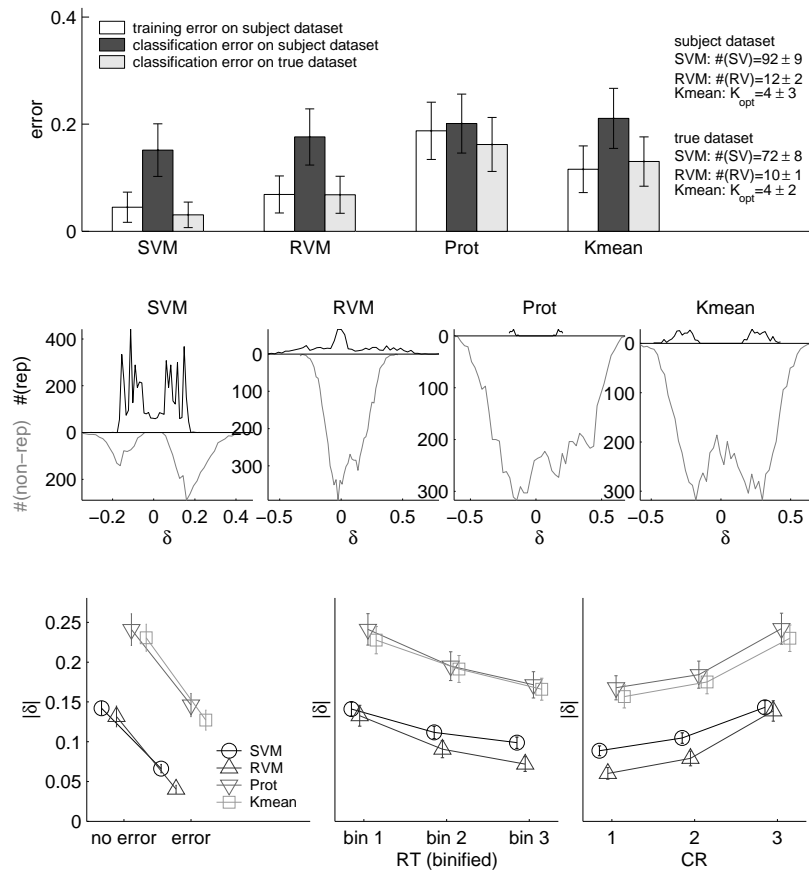 training error on subject dataset
classification error on subject dataset
classification error on true dataset
subject dataset
SVM: #(SV)=92 ± 9
RVM: #(RV)=12 ± 2
Kmean: K_opt=4 ± 3
true dataset
SVM: #(SV)=72 ± 8
RVM: #(RV)=10 ± 1
Kmean: K_opt=4 ± 2
error
0.4
0.2
0
SVM RVM Prot Kmean
SVM RVM Prot Kmean
#(non-rep) #(rep)
400
200
0
200
−0.2 0 0.2 0.4
δ
0
100
200
300
−0.5 0 0.5
δ
0
100
200
300
−0.5 0 0.5
δ
0
100
200
300
−0.5 0 0.5
δ
|δ|
0.25
0.2
0.15
0.1
0.05
0
SVM
RVM
Prot
Kmean
no error error
|δ|
bin 1 bin 2 bin 3
RT (binified)
|δ|
1 2 3
CR